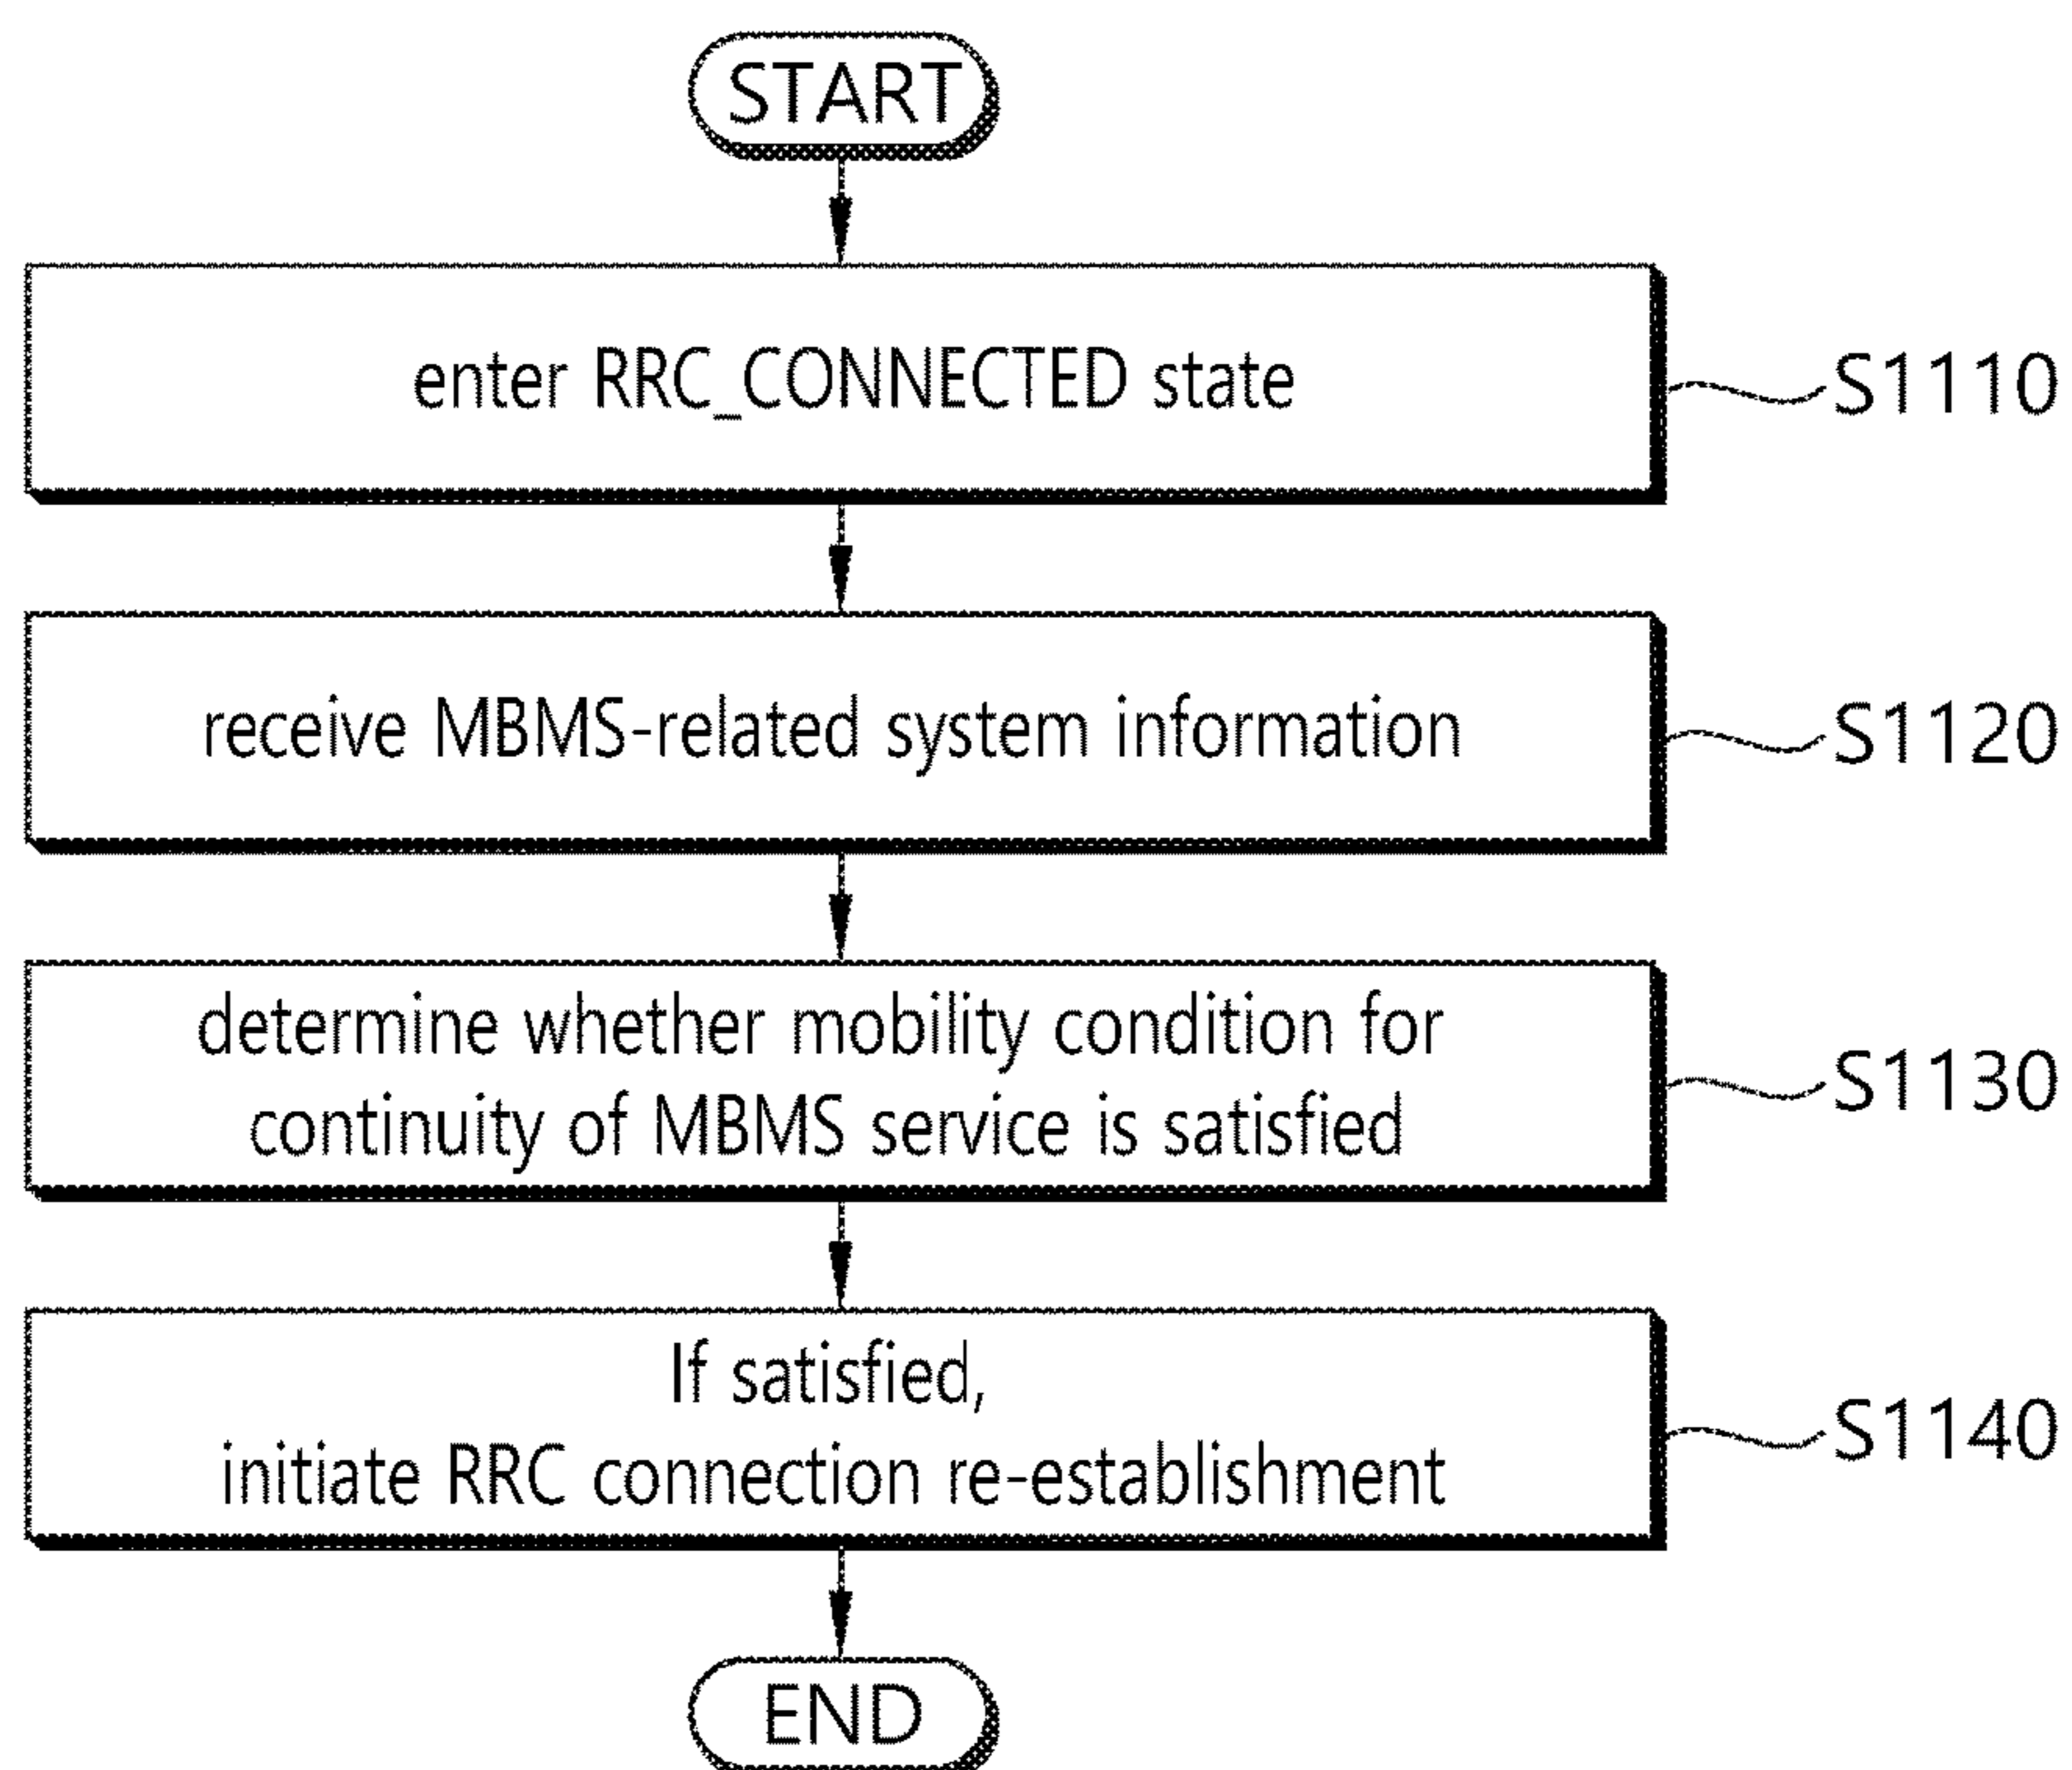 START
enter RRC_CONNECTED state
S1110
receive MBMS-related system information
S1120
determine whether mobility condition for
continuity of MBMS service is satisfied
S1130
If satisfied,
initiate RRC connection re-establishment
S1140
END